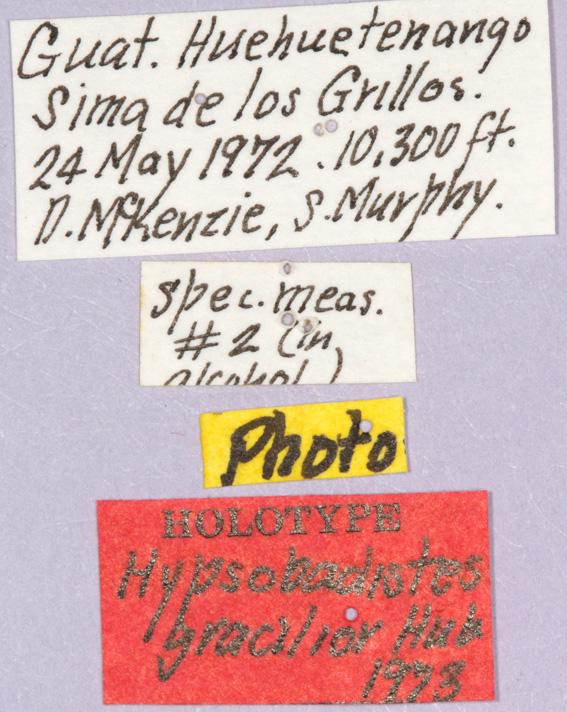 Guat. Huehuetenango
Sima de los Grillos.
24 May 1972. 10,300 ft.
D. McKenzie, S. Murphy.
spec. meas.
# 2 (in
alcohol)
Photo
HOLOTYPE
Hypsobadistes
gracilior Hub
1973